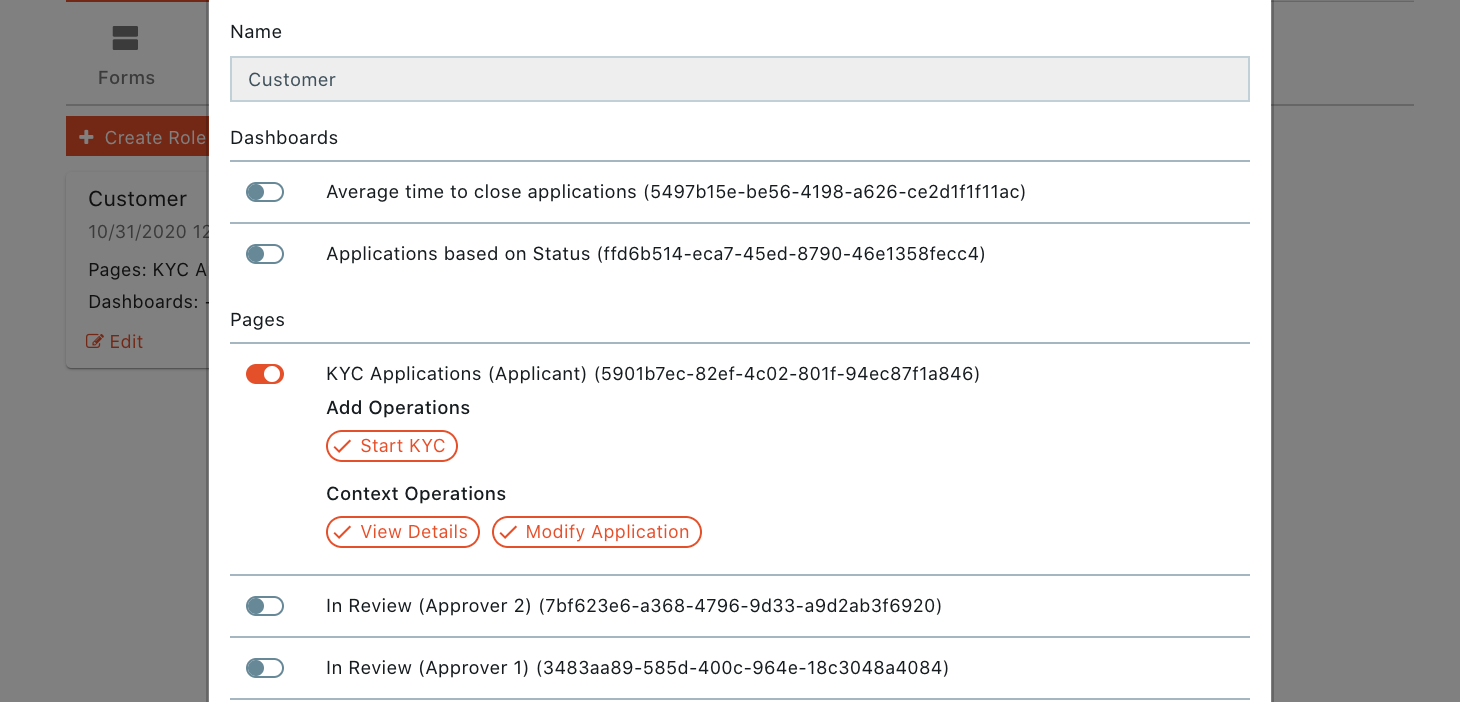 Forms
Create Role
Customer
10/31/2020
Pages: KYC
Dashboards: -
Edit
Name
Customer
Dashboards
Average time to close applications (5497b15e-be56-4198-a626-ce2d1f1f11ac)
Applications based on Status (ffd6b514-eca7-45ed-8790-46e1358fecc4)
Pages
KYC Applications (Applicant) (5901b7ec-82ef-4c02-801f-94ec87f1a846)
Add Operations
Start KYC
Context Operations
View Details Modify Application
In Review (Approver 2) (7bf623e6-a368-4796-9d33-a9d2ab3f6920)
In Review (Approver 1) (3483aa89-585d-400c-964e-18c3048a4084)